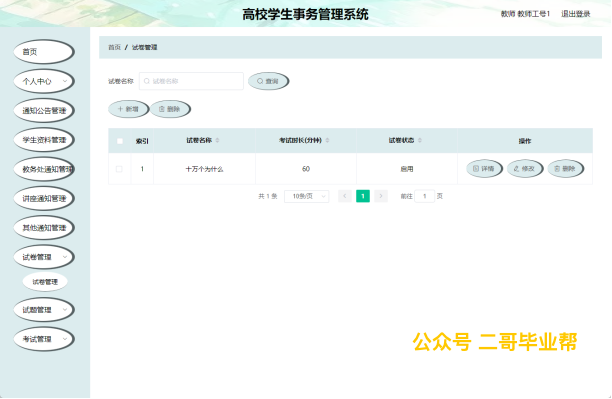 高校学生事务管理系统
教师 教师工号1 退出登录
首页
个人中心
通知公告管理
学生资料管理
教务处通知管理
讲座通知管理
其他通知管理
试卷管理
试卷管理
试题管理
考试管理
首页 / 试卷管理
试卷名称 试卷名称 查询
新增 删除
索引 试卷名称 考试时长(分钟) 试卷状态 操作
1 十万个为什么 60 启用 详情 修改 删除
共 1 条 10条/页 1 前往 1 页
公众号 二哥毕业帮